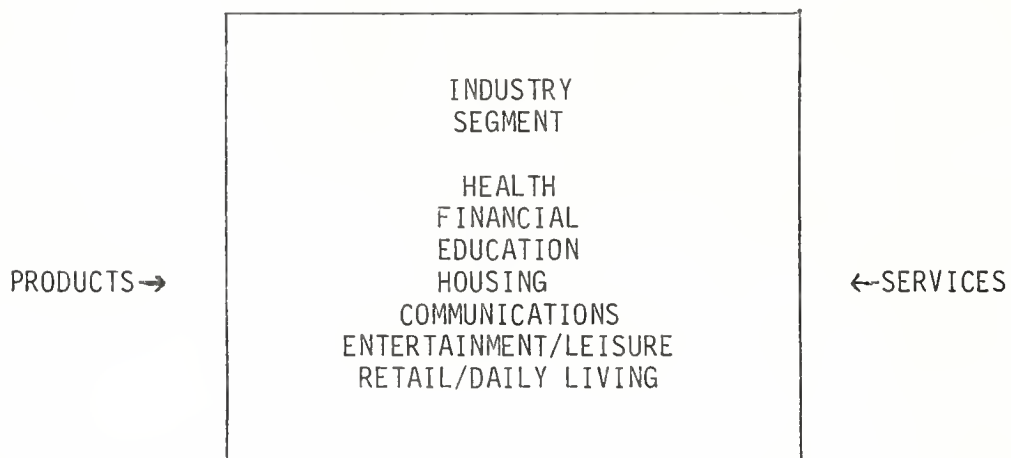 INDUSTRY
SEGMENT
HEALTH
FINANCIAL
EDUCATION
PRODUCTS→ HOUSING ←SERVICES
COMMUNICATIONS
ENTERTAINMENT/LEISURE
RETAIL/DAILY LIVING